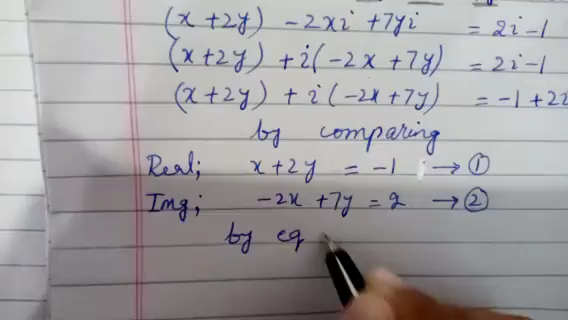 (x+2y) -2xi +7yi = 2i-1
(x+2y) +i(-2x +7y) = 2i-1
(x+2y) + i (-2x +7y) = -1+2i
by comparing
Real; x+2y = -1 ; → ①
Img; -2x +7y = 2 → ②
by eq